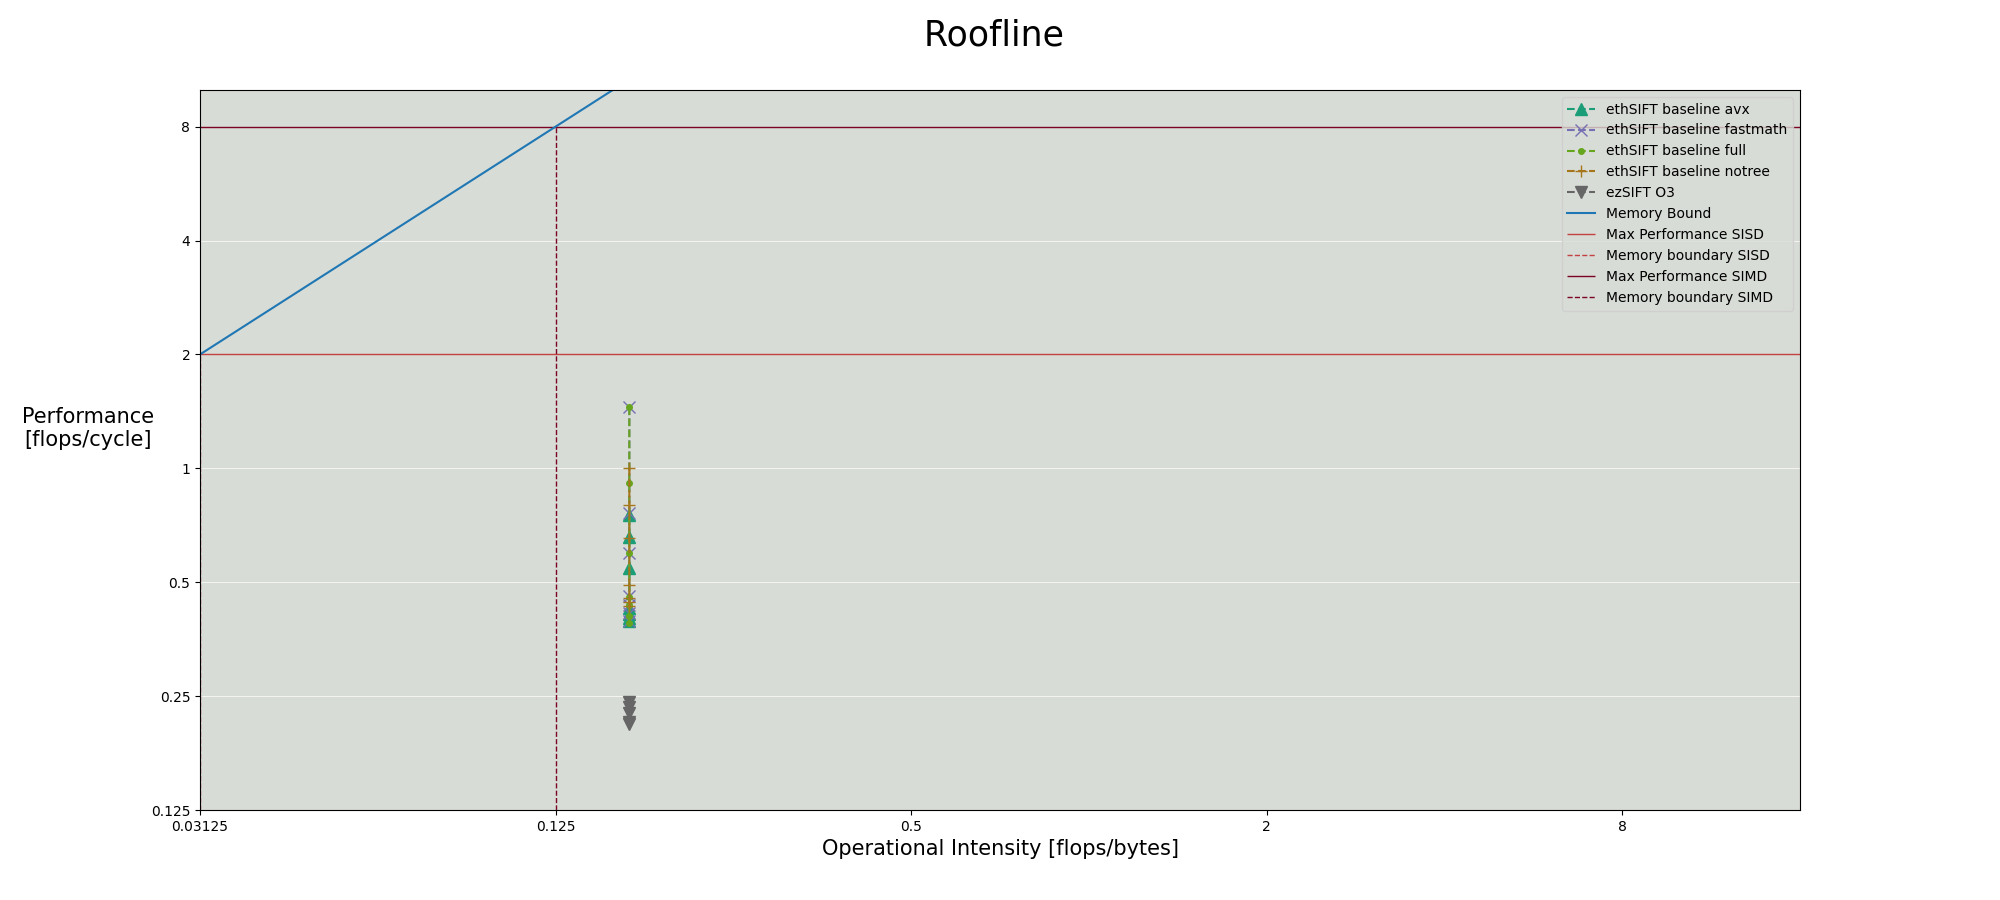 Roofline
8
4
2
1
0.5
0.25
0.125
Performance
[flops/cycle]
ethSIFT baseline avx
ethSIFT baseline fastmath
ethSIFT baseline full
ethSIFT baseline notree
ezSIFT O3
Memory Bound
Max Performance SISD
Memory boundary SISD
Max Performance SIMD
Memory boundary SIMD
0.03125
0.125
0.5
2
8
Operational Intensity [flops/bytes]